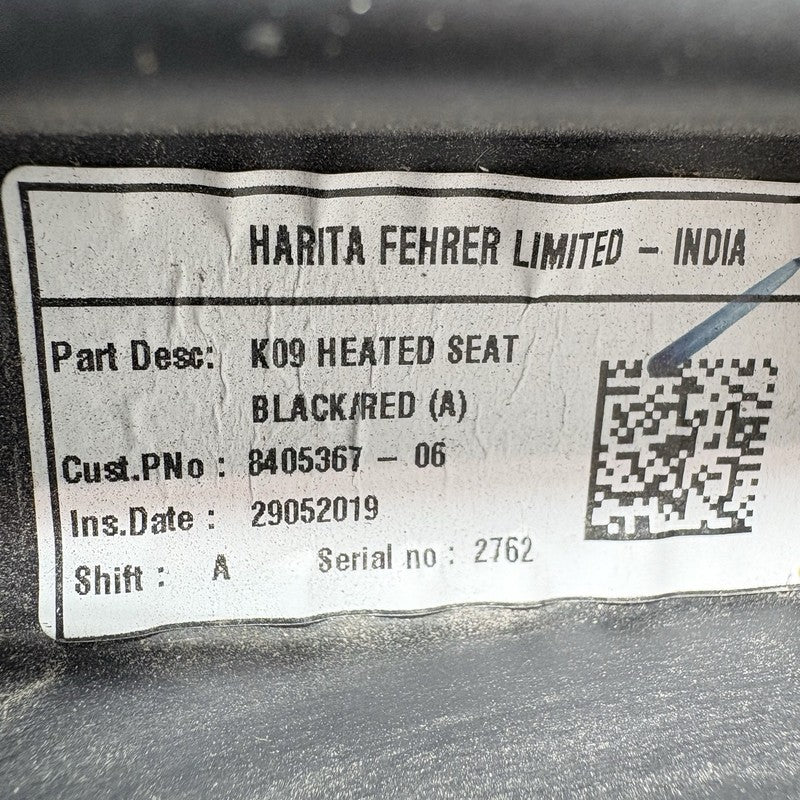 HARITA FEHRER LIMITED - INDIA
Part Desc: K09 HEATED SEAT
BLACK/RED (A)
Cust.PNo : 8405367 - 06
Ins.Date : 29052019
Shift : A Serial no : 2762